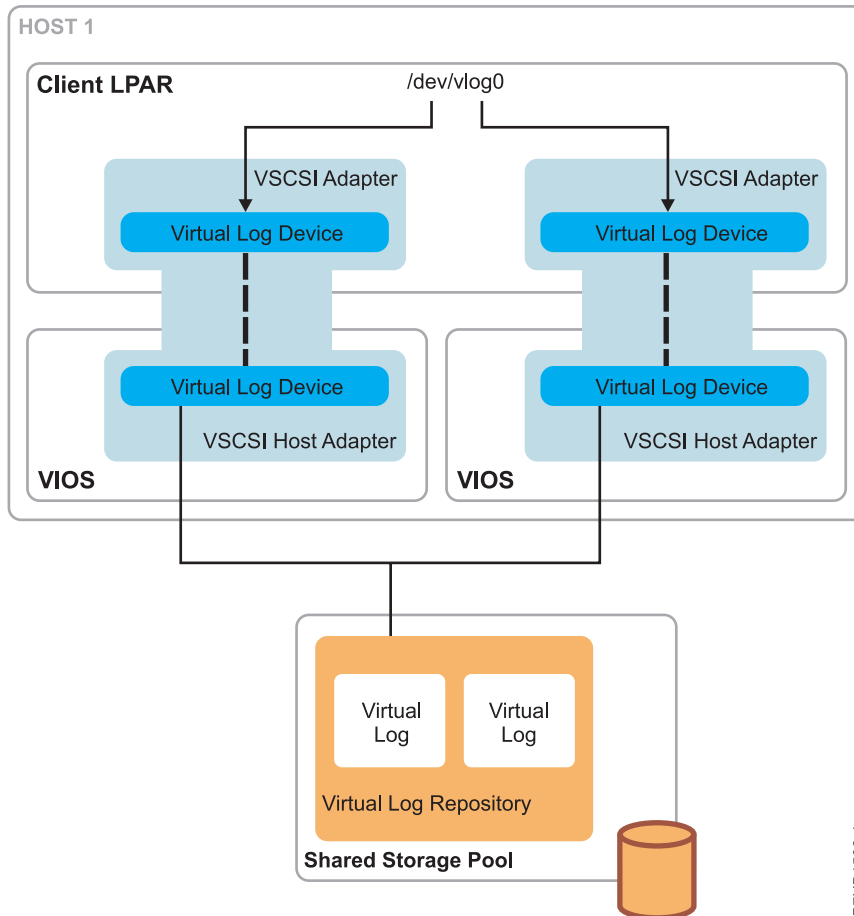 HOST 1
Client LPAR
/dev/vlog0
VSCSI Adapter
VSCSI Adapter
Virtual Log Device
Virtual Log Device
Virtual Log Device
Virtual Log Device
VSCSI Host Adapter
VSCSI Host Adapter
VIOS
VIOS
Virtual
Log
Virtual
Log
Virtual Log Repository
Shared Storage Pool